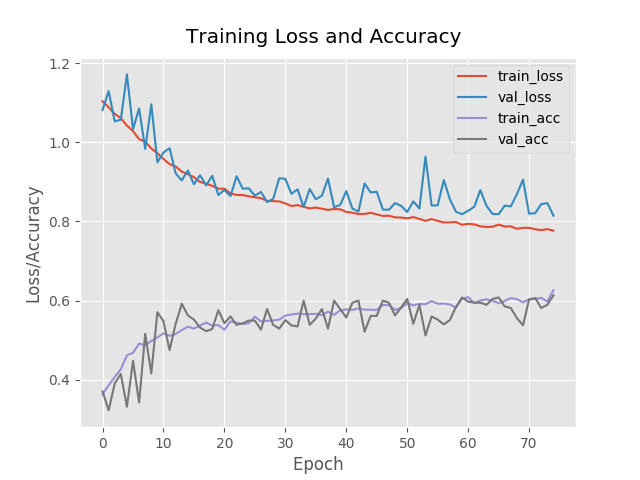 Training Loss and Accuracy
train_loss
val_loss
train_acc
val_acc
1.2
1.0
0.8
0.6
0.4
Loss/Accuracy
0 10 20 30 40 50 60 70
Epoch